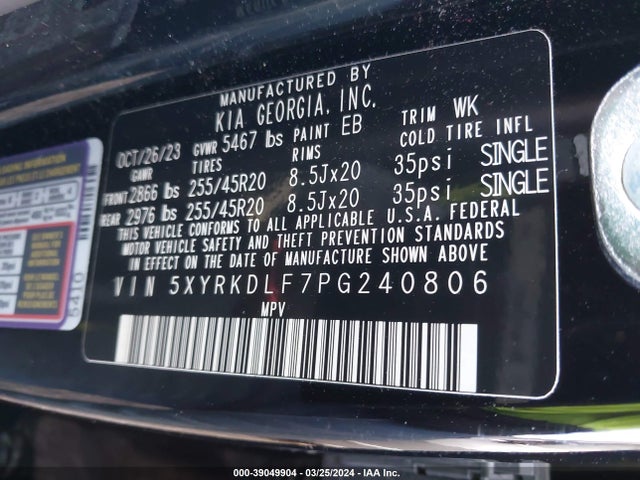 MANUFACTURED BY
KIA GEORGIA, INC.
OCT/26/23 GVWR 5467 lbs PAINT EB TRIM WK
GAWR TIRES RIMS COLD TIRE INFL
FRONT 2866 lbs 255/45R20 8.5Jx20 35psi SINGLE
REAR 2976 lbs 255/45R20 8.5Jx20 35psi SINGLE
THIS VEHICLE CONFORMS TO ALL APPLICABLE U.S.A. FEDERAL
MOTOR VEHICLE SAFETY AND THEFT PREVENTION STANDARDS
IN EFFECT ON THE DATE OF MANUFACTURE SHOWN ABOVE
VIN 5XYRKDLF7PG240806
MPV
LOADING INFORMATION
5410
000-39049904 - 03/25/2024 - IAA Inc.